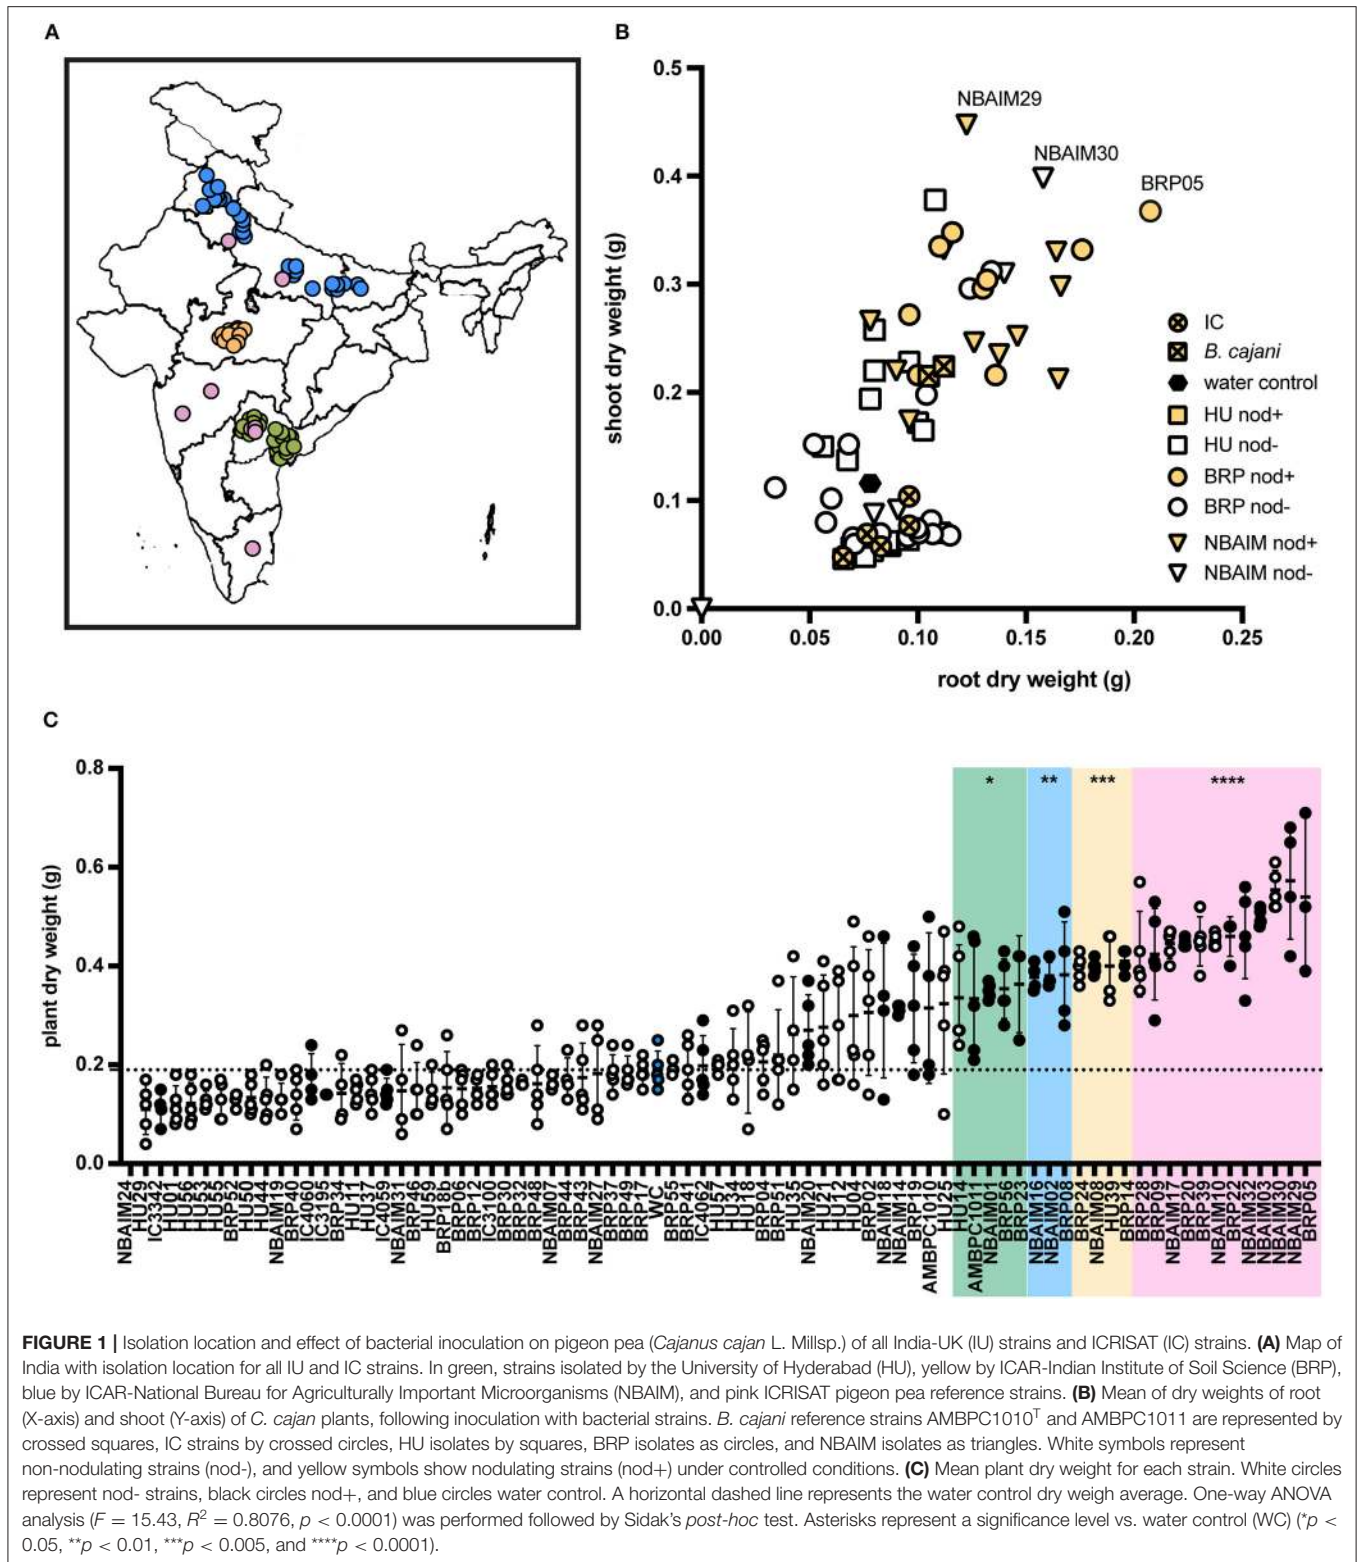 A
B
0.5
0.4
0.3
0.2
0.1
0.0
shoot dry weight (g)
NBAIM29
NBAIM30
BRP05
IC
B. cajani
water control
HU nod+
HU nod-
BRP nod+
BRP nod-
NBAIM nod+
NBAIM nod-
0.00 0.05 0.10 0.15 0.20 0.25
root dry weight (g)
C
0.8
0.6
0.4
0.2
0.0
plant dry weight (g)
* ** *** ****
NBAIM24
HU29
IC3342
HU01
HU56
HU53
HU55
BRP52
HU50
HU44
NBAIM19
BRP40
IC4060
IC3195
BRP34
HU11
HU37
IC4059
NBAIM31
BRP46
HU59
BRP18b
BRP06
BRP12
IC3100
BRP30
BRP32
BRP48
NBAIM07
BRP44
BRP43
NBAIM27
BRP37
BRP49
BRP17
WC
BRP55
BRP41
IC4062
HU57
HU34
HU18
BRP04
BRP51
HU35
NBAIM20
HU21
HU12
HU04
BRP02
NBAIM18
NBAIM14
BRP19
AMBPC1010
HU25
HU14
AMBPC1011
NBAIM01
BRP56
BRP23
NBAIM16
NBAIM02
BRP08
BRP24
NBAIM08
HU39
BRP14
BRP28
BRP09
NBAIM17
BRP20
BRP39
NBAIM10
BRP22
NBAIM32
NBAIM03
NBAIM30
NBAIM29
BRP05
FIGURE 1 | Isolation location and effect of bacterial inoculation on pigeon pea (Cajanus cajan L. Millsp.) of all India-UK (IU) strains and ICRISAT (IC) strains. (A) Map of
India with isolation location for all IU and IC strains. In green, strains isolated by the University of Hyderabad (HU), yellow by ICAR-Indian Institute of Soil Science (BRP),
blue by ICAR-National Bureau for Agriculturally Important Microorganisms (NBAIM), and pink ICRISAT pigeon pea reference strains. (B) Mean of dry weights of root
(X-axis) and shoot (Y-axis) of C. cajan plants, following inoculation with bacterial strains. B. cajani reference strains AMBPC1010ᵀ and AMBPC1011 are represented by
crossed squares, IC strains by crossed circles, HU isolates by squares, BRP isolates as circles, and NBAIM isolates as triangles. White symbols represent
non-nodulating strains (nod-), and yellow symbols show nodulating strains (nod+) under controlled conditions. (C) Mean plant dry weight for each strain. White circles
represent nod- strains, black circles nod+, and blue circles water control. A horizontal dashed line represents the water control dry weigh average. One-way ANOVA
analysis (F = 15.43, R² = 0.8076, p < 0.0001) was performed followed by Sidak's post-hoc test. Asterisks represent a significance level vs. water control (WC) (*p <
0.05, **p < 0.01, ***p < 0.005, and ****p < 0.0001).